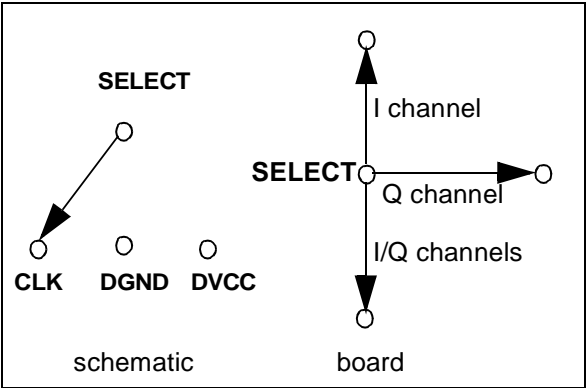 SELECT
CLK DGND DVCC
schematic
I channel
SELECT
Q channel
I/Q channels
board